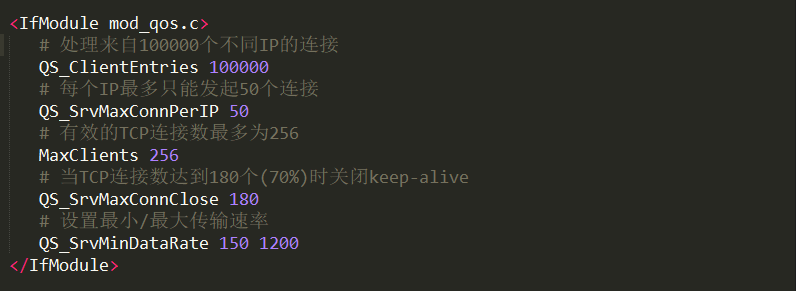 <IfModule mod_qos.c>
# 处理来自100000个不同IP的连接
QS_ClientEntries 100000
# 每个IP最多只能发起50个连接
QS_SrvMaxConnPerIP 50
# 有效的TCP连接数最多为256
MaxClients 256
# 当TCP连接数达到180个(70%)时关闭keep-alive
QS_SrvMaxConnClose 180
# 设置最小/最大传输速率
QS_SrvMinDataRate 150 1200
</IfModule>